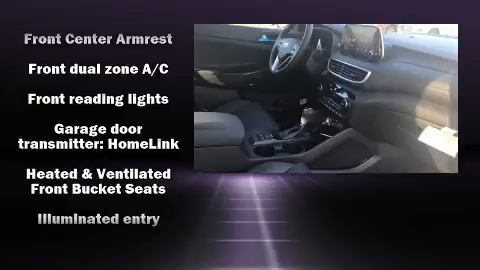 Front Center Armrest
Front dual zone A/C
Front reading lights
Garage door
transmitter: HomeLink
Heated & Ventilated
Front Bucket Seats
Illuminated entry